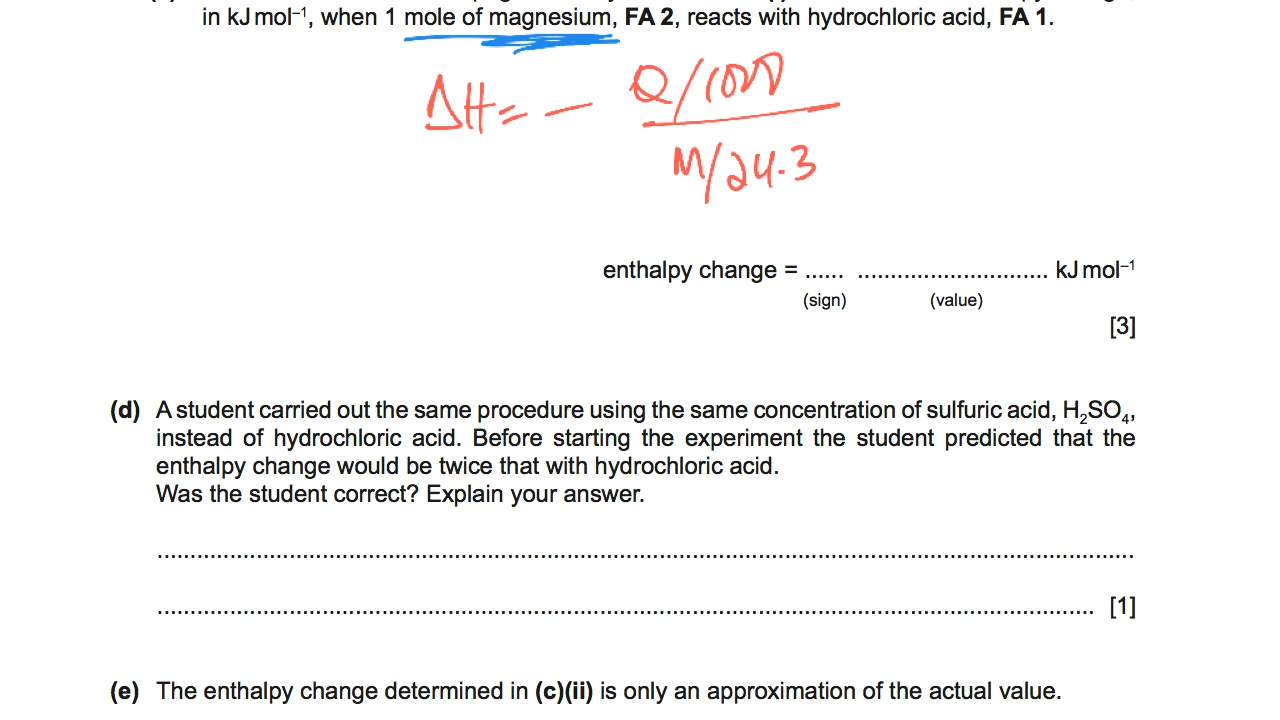 in kJ mol⁻¹, when 1 mole of magnesium, FA 2, reacts with hydrochloric acid, FA 1.
ΔH = − Q/1000
M/24.3
enthalpy change = ...... ............................. kJ mol⁻¹
(sign) (value)
[3]
(d) A student carried out the same procedure using the same concentration of sulfuric acid, H₂SO₄,
instead of hydrochloric acid. Before starting the experiment the student predicted that the
enthalpy change would be twice that with hydrochloric acid.
Was the student correct? Explain your answer.
....................................................................................................................................................
.............................................................................................................................................. [1]
(e) The enthalpy change determined in (c)(ii) is only an approximation of the actual value.